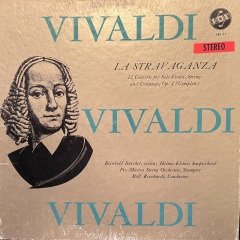 VIVALDI
VOX
STEREO
LA STRAVAGANZA
12 Concerti for Solo Violin, Strings
and Continuo, Op. 4 (Complete)
VIVALDI
Reinhold Barchet, violin; Helma Elsner, harpsichord
Pro Musica String Orchestra, Stuttgart
Rolf Reinhardt, Conductor
VIVALDI